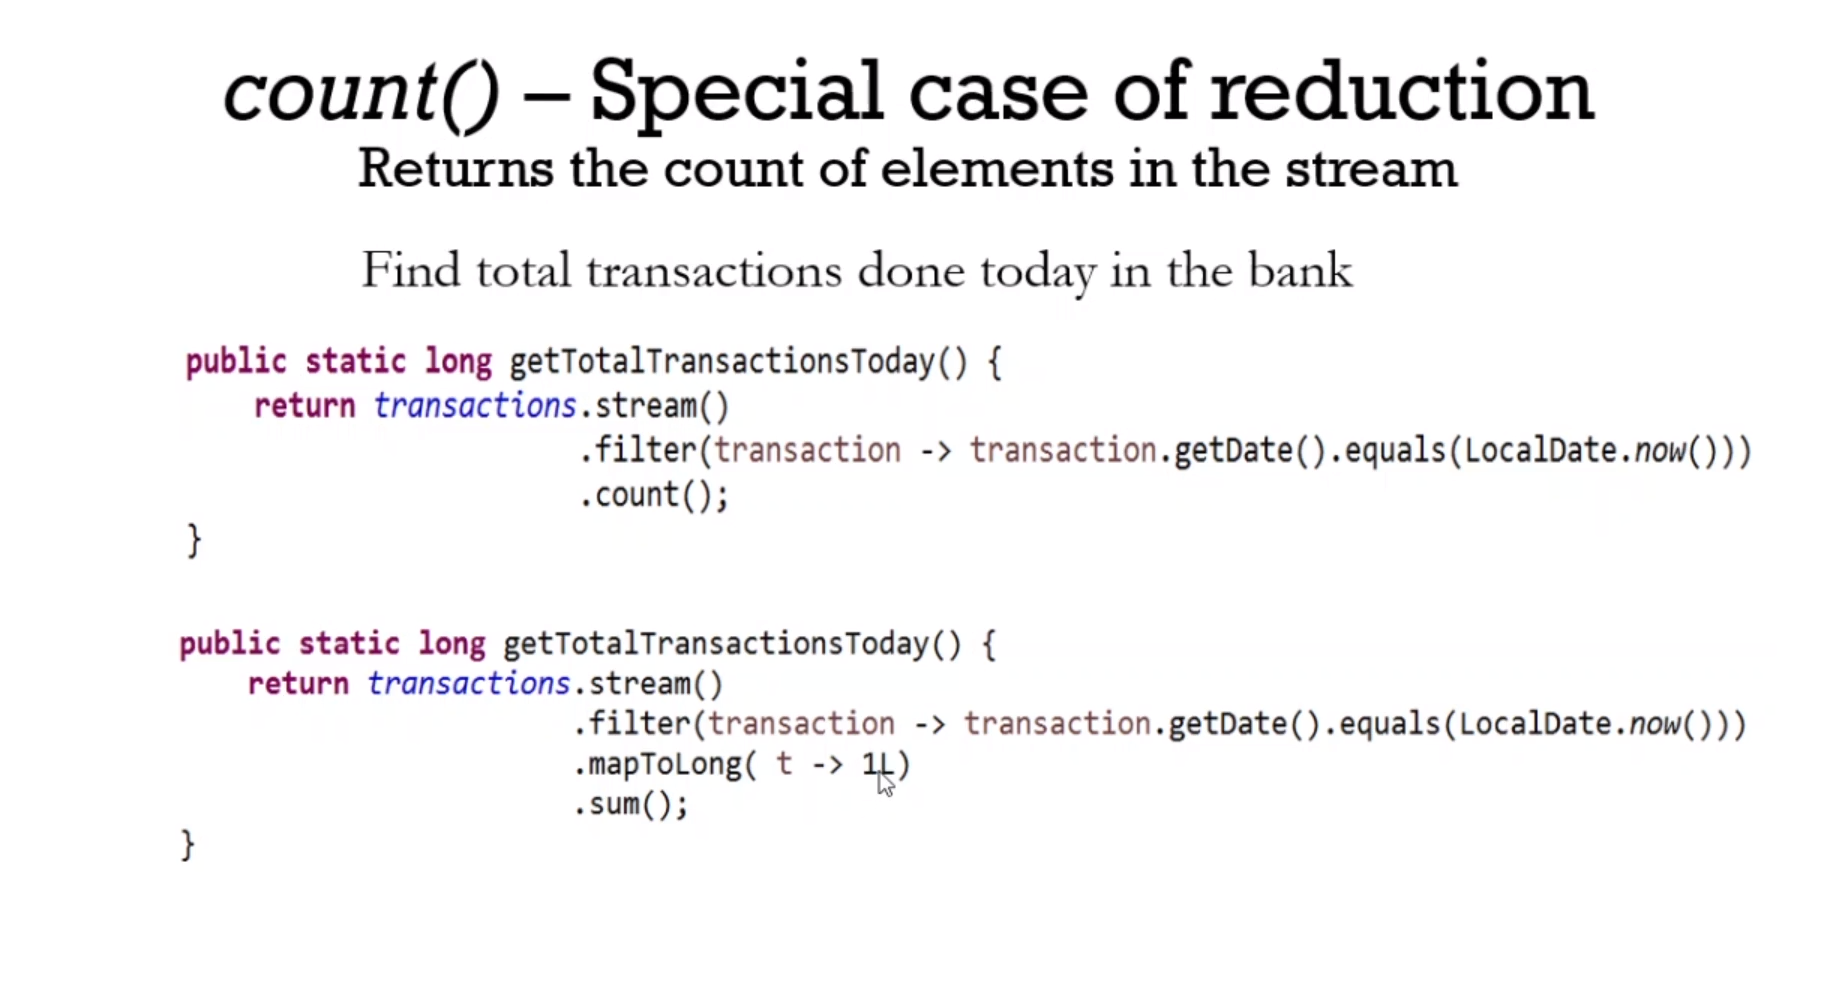 count() – Special case of reduction
Returns the count of elements in the stream
Find total transactions done today in the bank
public static long getTotalTransactionsToday() {
return transactions.stream()
.filter(transaction -> transaction.getDate().equals(LocalDate.now()))
.count();
}
public static long getTotalTransactionsToday() {
return transactions.stream()
.filter(transaction -> transaction.getDate().equals(LocalDate.now()))
.mapToLong( t -> 1L)
.sum();
}